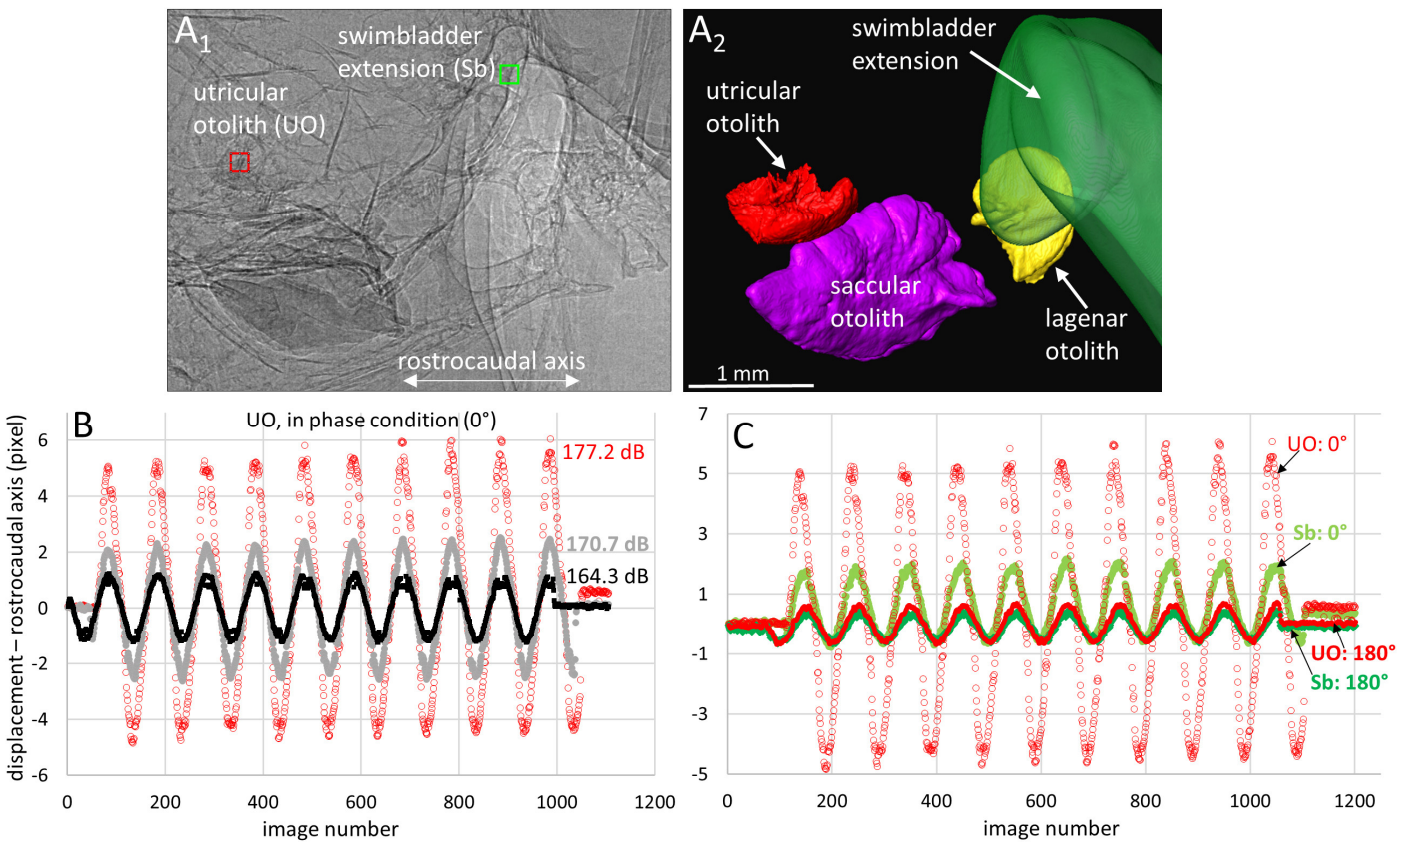 A1
swimbladder
extension (Sb)
utricular
otolith (UO)
rostrocaudal axis
A2
swimbladder
extension
utricular
otolith
saccular
otolith
lagenar
otolith
1 mm
displacement – rostrocaudal axis (pixel)
B
UO, in phase condition (0°)
177.2 dB
170.7 dB
164.3 dB
6
4
2
0
-2
-4
-6
0 200 400 600 800 1000 1200
image number
C
UO: 0°
Sb: 0°
UO: 180°
Sb: 180°
7
5
3
1
-1
-3
-5
0 200 400 600 800 1000 1200
image number